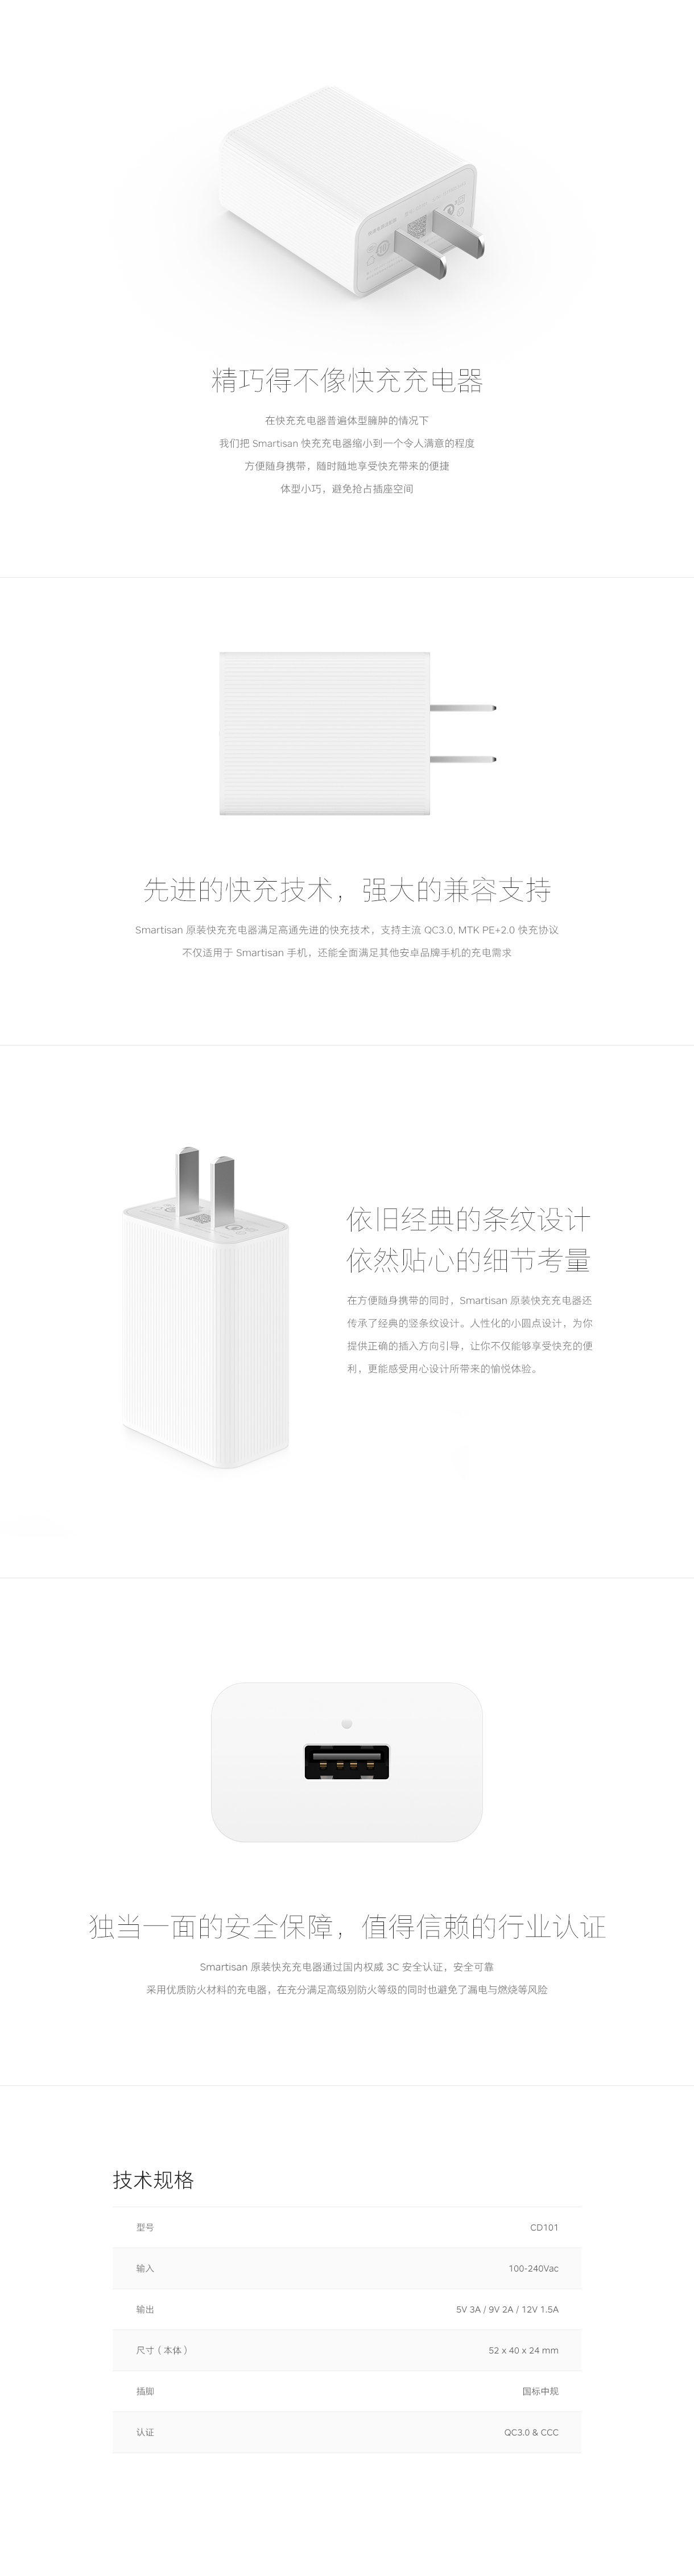 精巧得不像快充充电器
在快充充电器普遍体型臃肿的情况下
我们把 Smartisan 快充充电器缩小到一个令人满意的程度
方便随身携带，随时随地享受快充带来的便捷
体型小巧，避免抢占插座空间
先进的快充技术，强大的兼容支持
Smartisan 原装快充充电器满足高通先进的快充技术，支持主流 QC3.0, MTK PE+2.0 快充协议
不仅适用于 Smartisan 手机，还能全面满足其他安卓品牌手机的充电需求
依旧经典的条纹设计
依然贴心的细节考量
在方便随身携带的同时，Smartisan 原装快充充电器还
传承了经典的竖条纹设计。人性化的小圆点设计，为你
提供正确的插入方向引导，让你不仅能够享受快充的便
利，更能感受用心设计所带来的愉悦体验。
独当一面的安全保障，值得信赖的行业认证
Smartisan 原装快充充电器通过国内权威 3C 安全认证，安全可靠
采用优质防火材料的充电器，在充分满足高级别防火等级的同时也避免了漏电与燃烧等风险
技术规格
型号 CD101
输入 100-240Vac
输出 5V 3A / 9V 2A / 12V 1.5A
尺寸（本体） 52 x 40 x 24 mm
插脚 国标中规
认证 QC3.0 & CCC